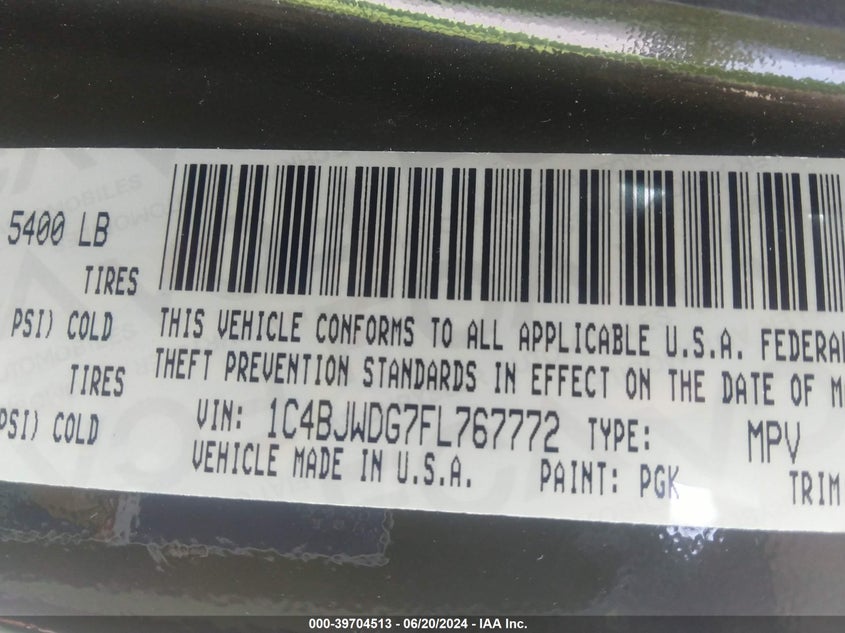 5400 LB
TIRES
PSI) COLD
TIRES
PSI) COLD
THIS VEHICLE CONFORMS TO ALL APPLICABLE U.S.A. FEDERAL
THEFT PREVENTION STANDARDS IN EFFECT ON THE DATE OF M
VIN: 1C4BJWDG7FL767772 TYPE: MPV
VEHICLE MADE IN U.S.A. PAINT: PGK TRIM
000-39704513 - 06/20/2024 - IAA Inc.